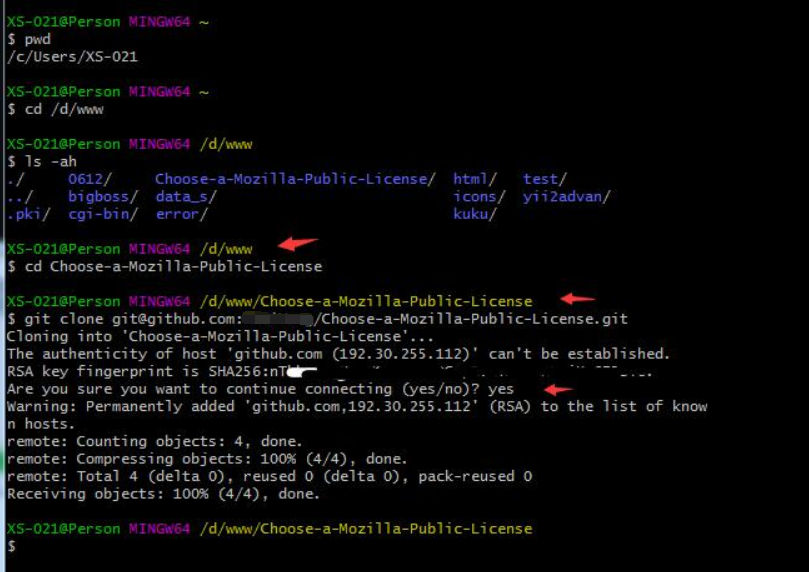 XS-021@Person MINGW64 ~
$ pwd
/c/Users/XS-021
XS-021@Person MINGW64 ~
$ cd /d/www
XS-021@Person MINGW64 /d/www
$ ls -ah
./ 0612/ Choose-a-Mozilla-Public-License/ html/ test/
../ bigboss/ data_s/ icons/ yii2advan/
.pki/ cgi-bin/ error/ kuku/
XS-021@Person MINGW64 /d/www
$ cd Choose-a-Mozilla-Public-License
XS-021@Person MINGW64 /d/www/Choose-a-Mozilla-Public-License
$ git clone git@github.com: /Choose-a-Mozilla-Public-License.git
Cloning into 'Choose-a-Mozilla-Public-License'...
The authenticity of host 'github.com (192.30.255.112)' can't be established.
RSA key fingerprint is
Are you sure you want to continue connecting (yes/no)? yes
Warning: Permanently added 'github.com,192.30.255.112' (RSA) to the list of know
n hosts.
remote: Counting objects: 4, done.
remote: Compressing objects: 100% (4/4), done.
remote: Total 4 (delta 0), reused 0 (delta 0), pack-reused 0
Receiving objects: 100% (4/4), done.
XS-021@Person MINGW64 /d/www/Choose-a-Mozilla-Public-License
$